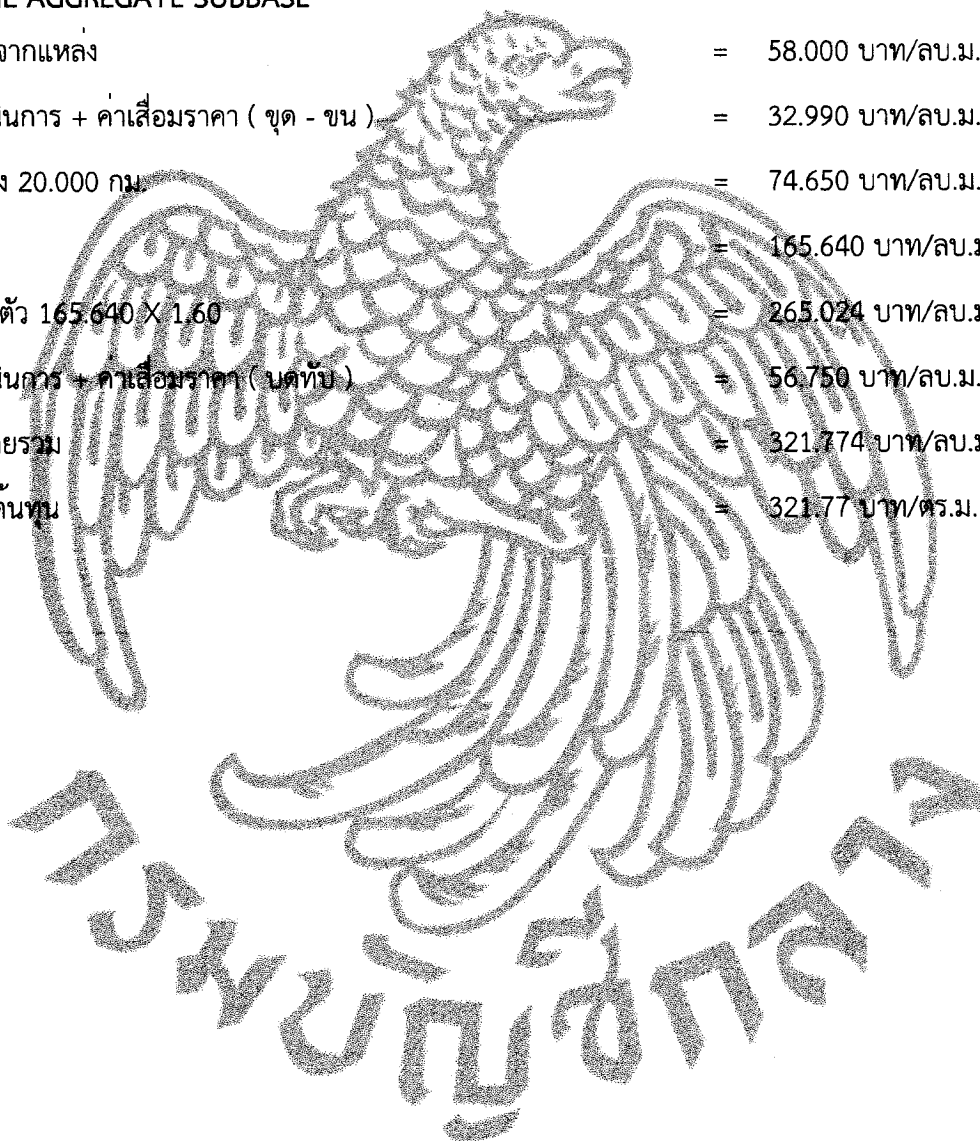 AGGREGATE SUBBASE
จากแหล่ง = 58.000 บาท/ลบ.ม.
นินการ + ค่าเสื่อมราคา ( ขุด - ขน ) = 32.990 บาท/ลบ.ม.
ง 20.000 กม. = 74.650 บาท/ลบ.ม.
= 165.640 บาท/ลบ.ม
ตัว 165.640 X 1.60 = 265.024 บาท/ลบ.ม
นินการ + ค่าเสื่อมราคา ( บดทับ ) = 56.750 บาท/ลบ.ม.
ยรวม = 321.774 บาท/ลบ.ม
ต้นทุน = 321.77 บาท/ตร.ม.
กรมบัญชีกลาง